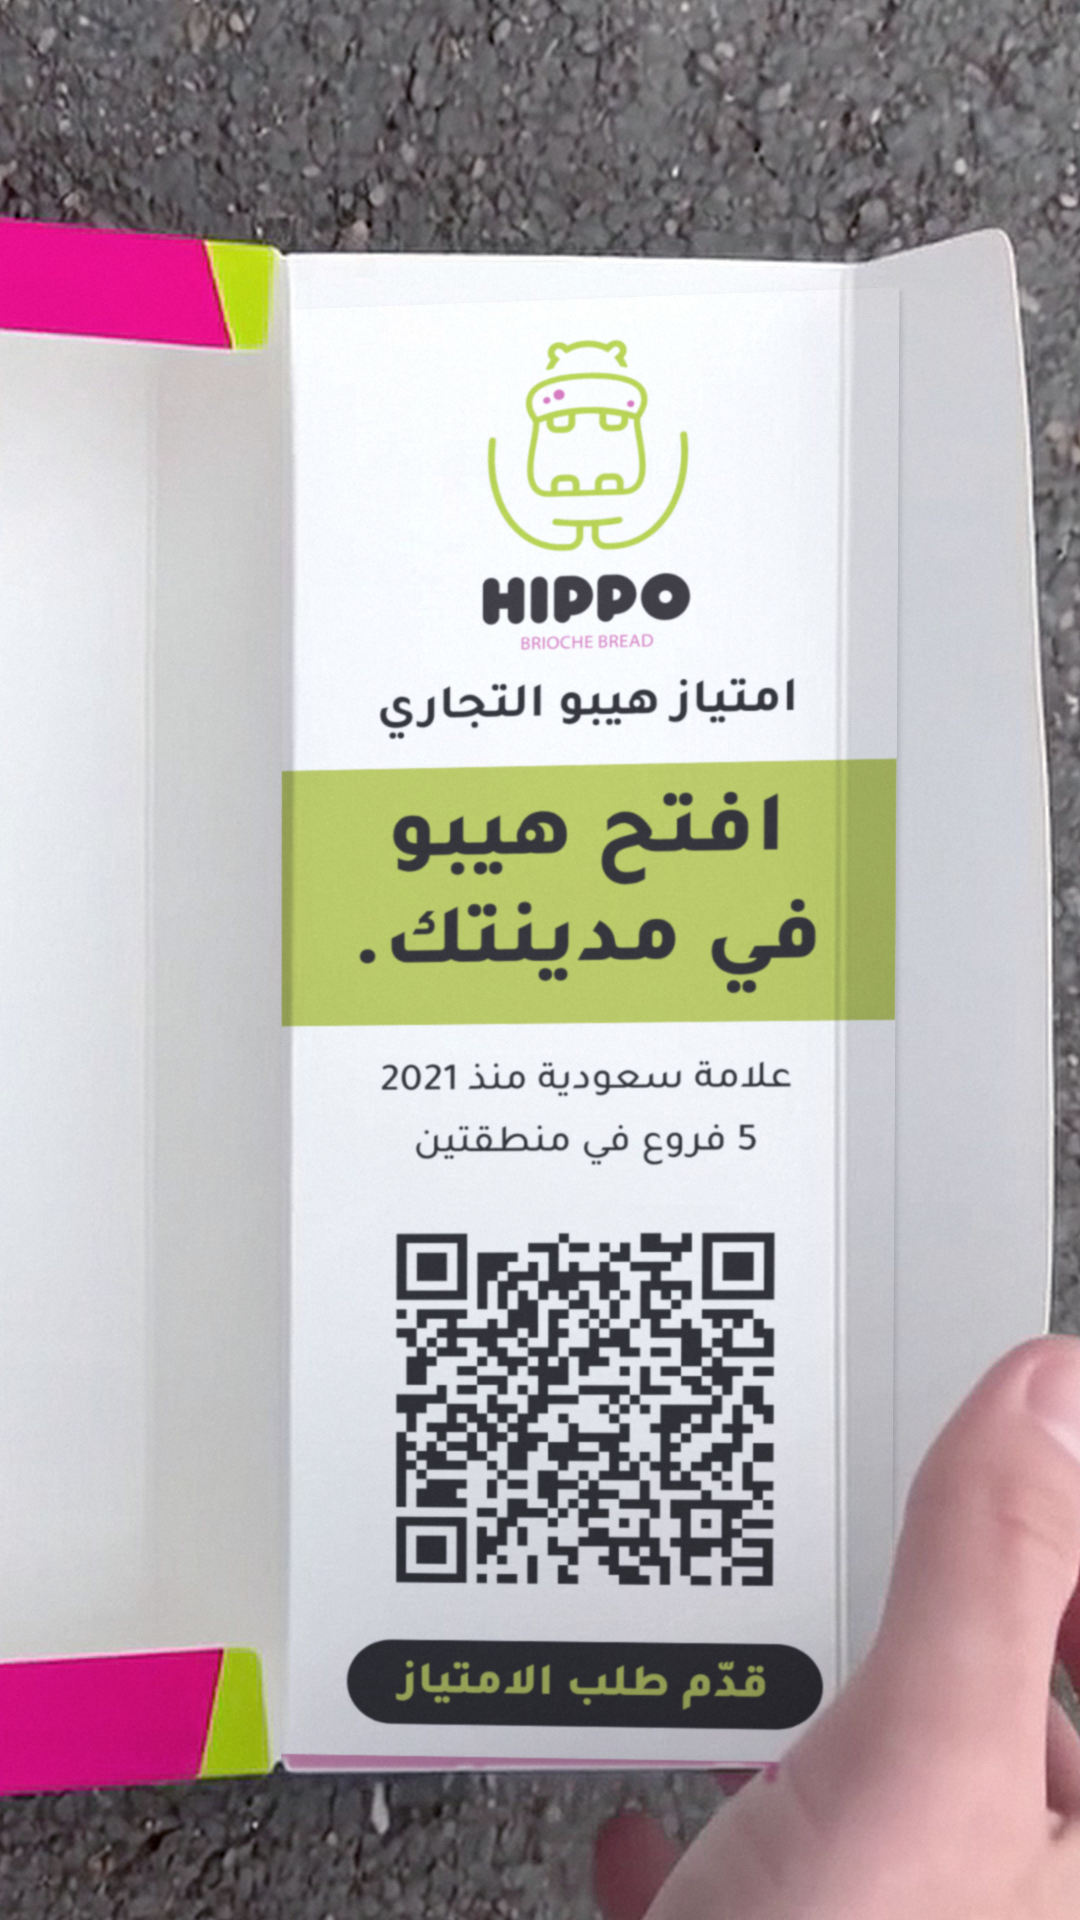 HIPPO
BRIOCHE BREAD
امتياز هيبو التجاري
افتح هيبو
في مدينتك.
علامة سعودية منذ 2021
5 فروع في منطقتين
قدّم طلب الامتياز